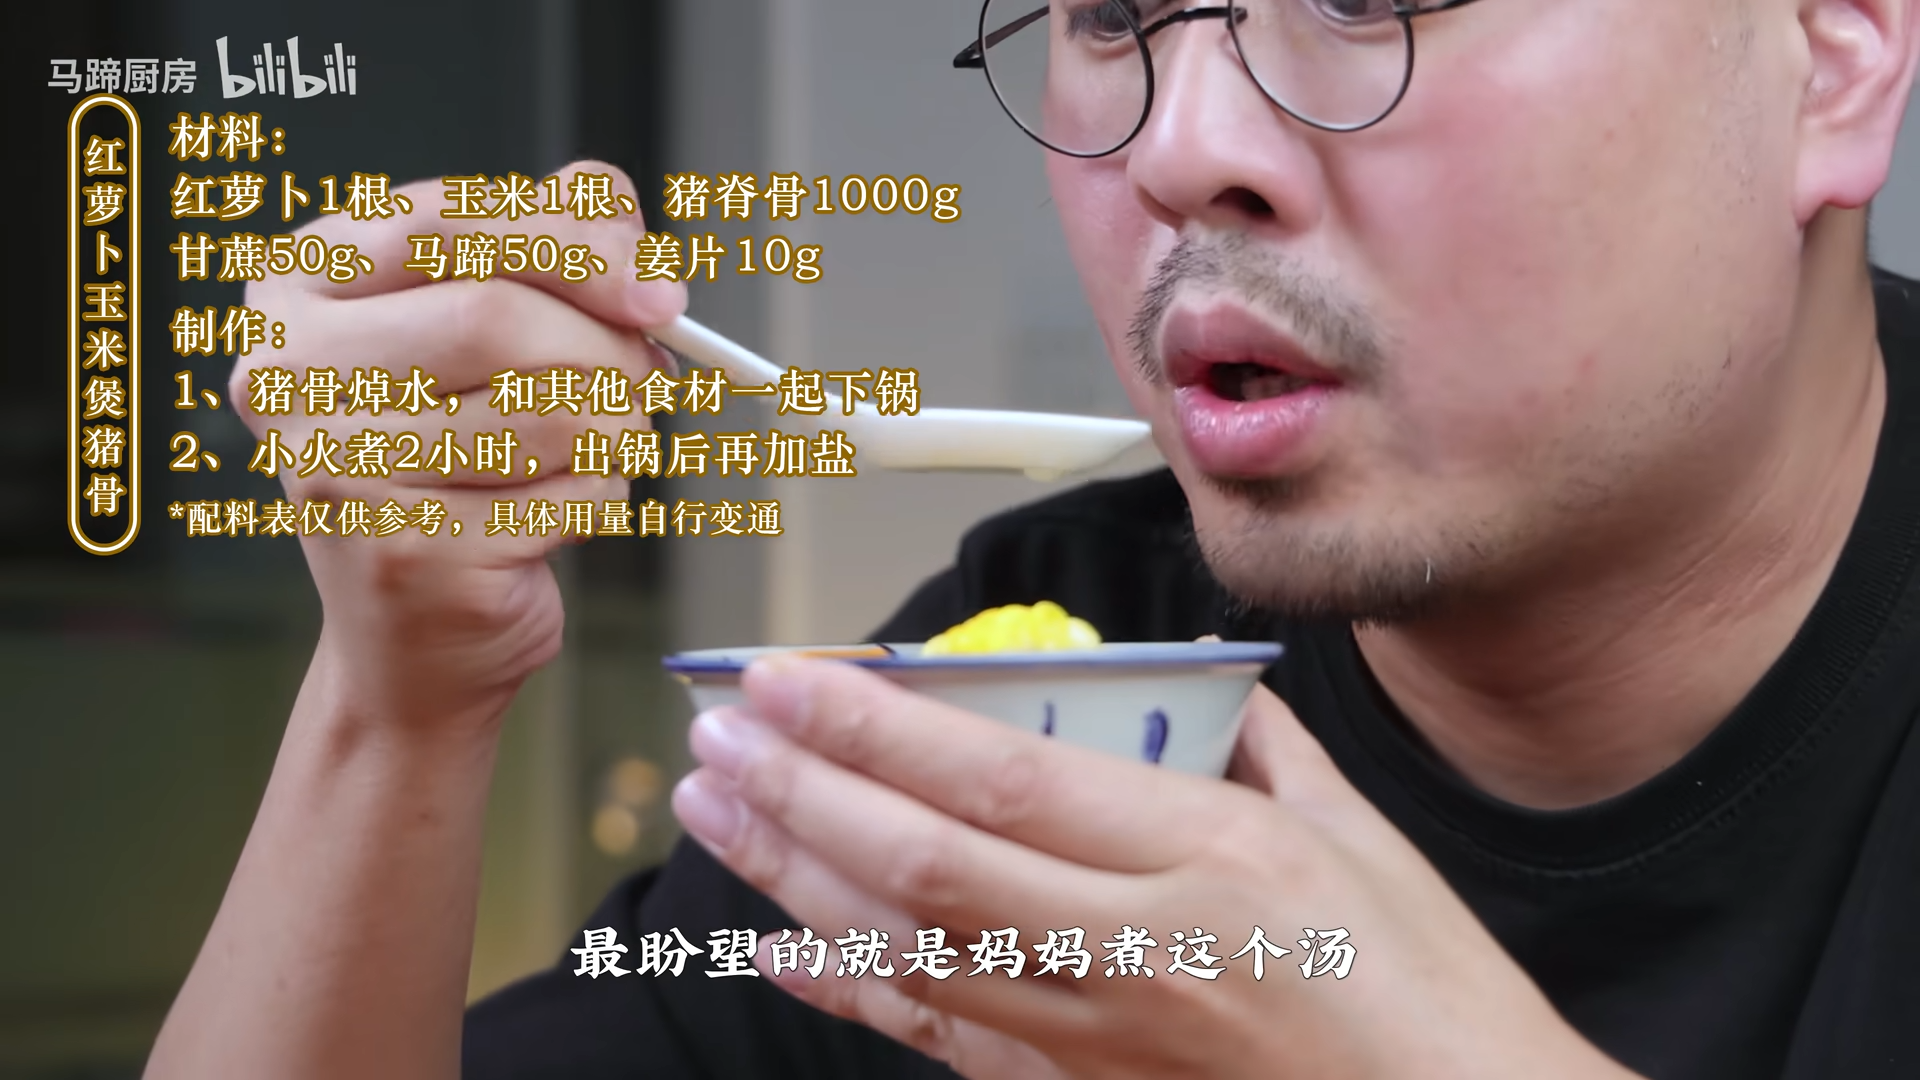 马蹄厨房 bilibili
红萝卜玉米煲猪骨
材料：
红萝卜1根、玉米1根、猪脊骨1000g
甘蔗50g、马蹄50g、姜片10g
制作：
1、猪骨焯水，和其他食材一起下锅
2、小火煮2小时，出锅后再加盐
*配料表仅供参考，具体用量自行变通
最盼望的就是妈妈煮这个汤